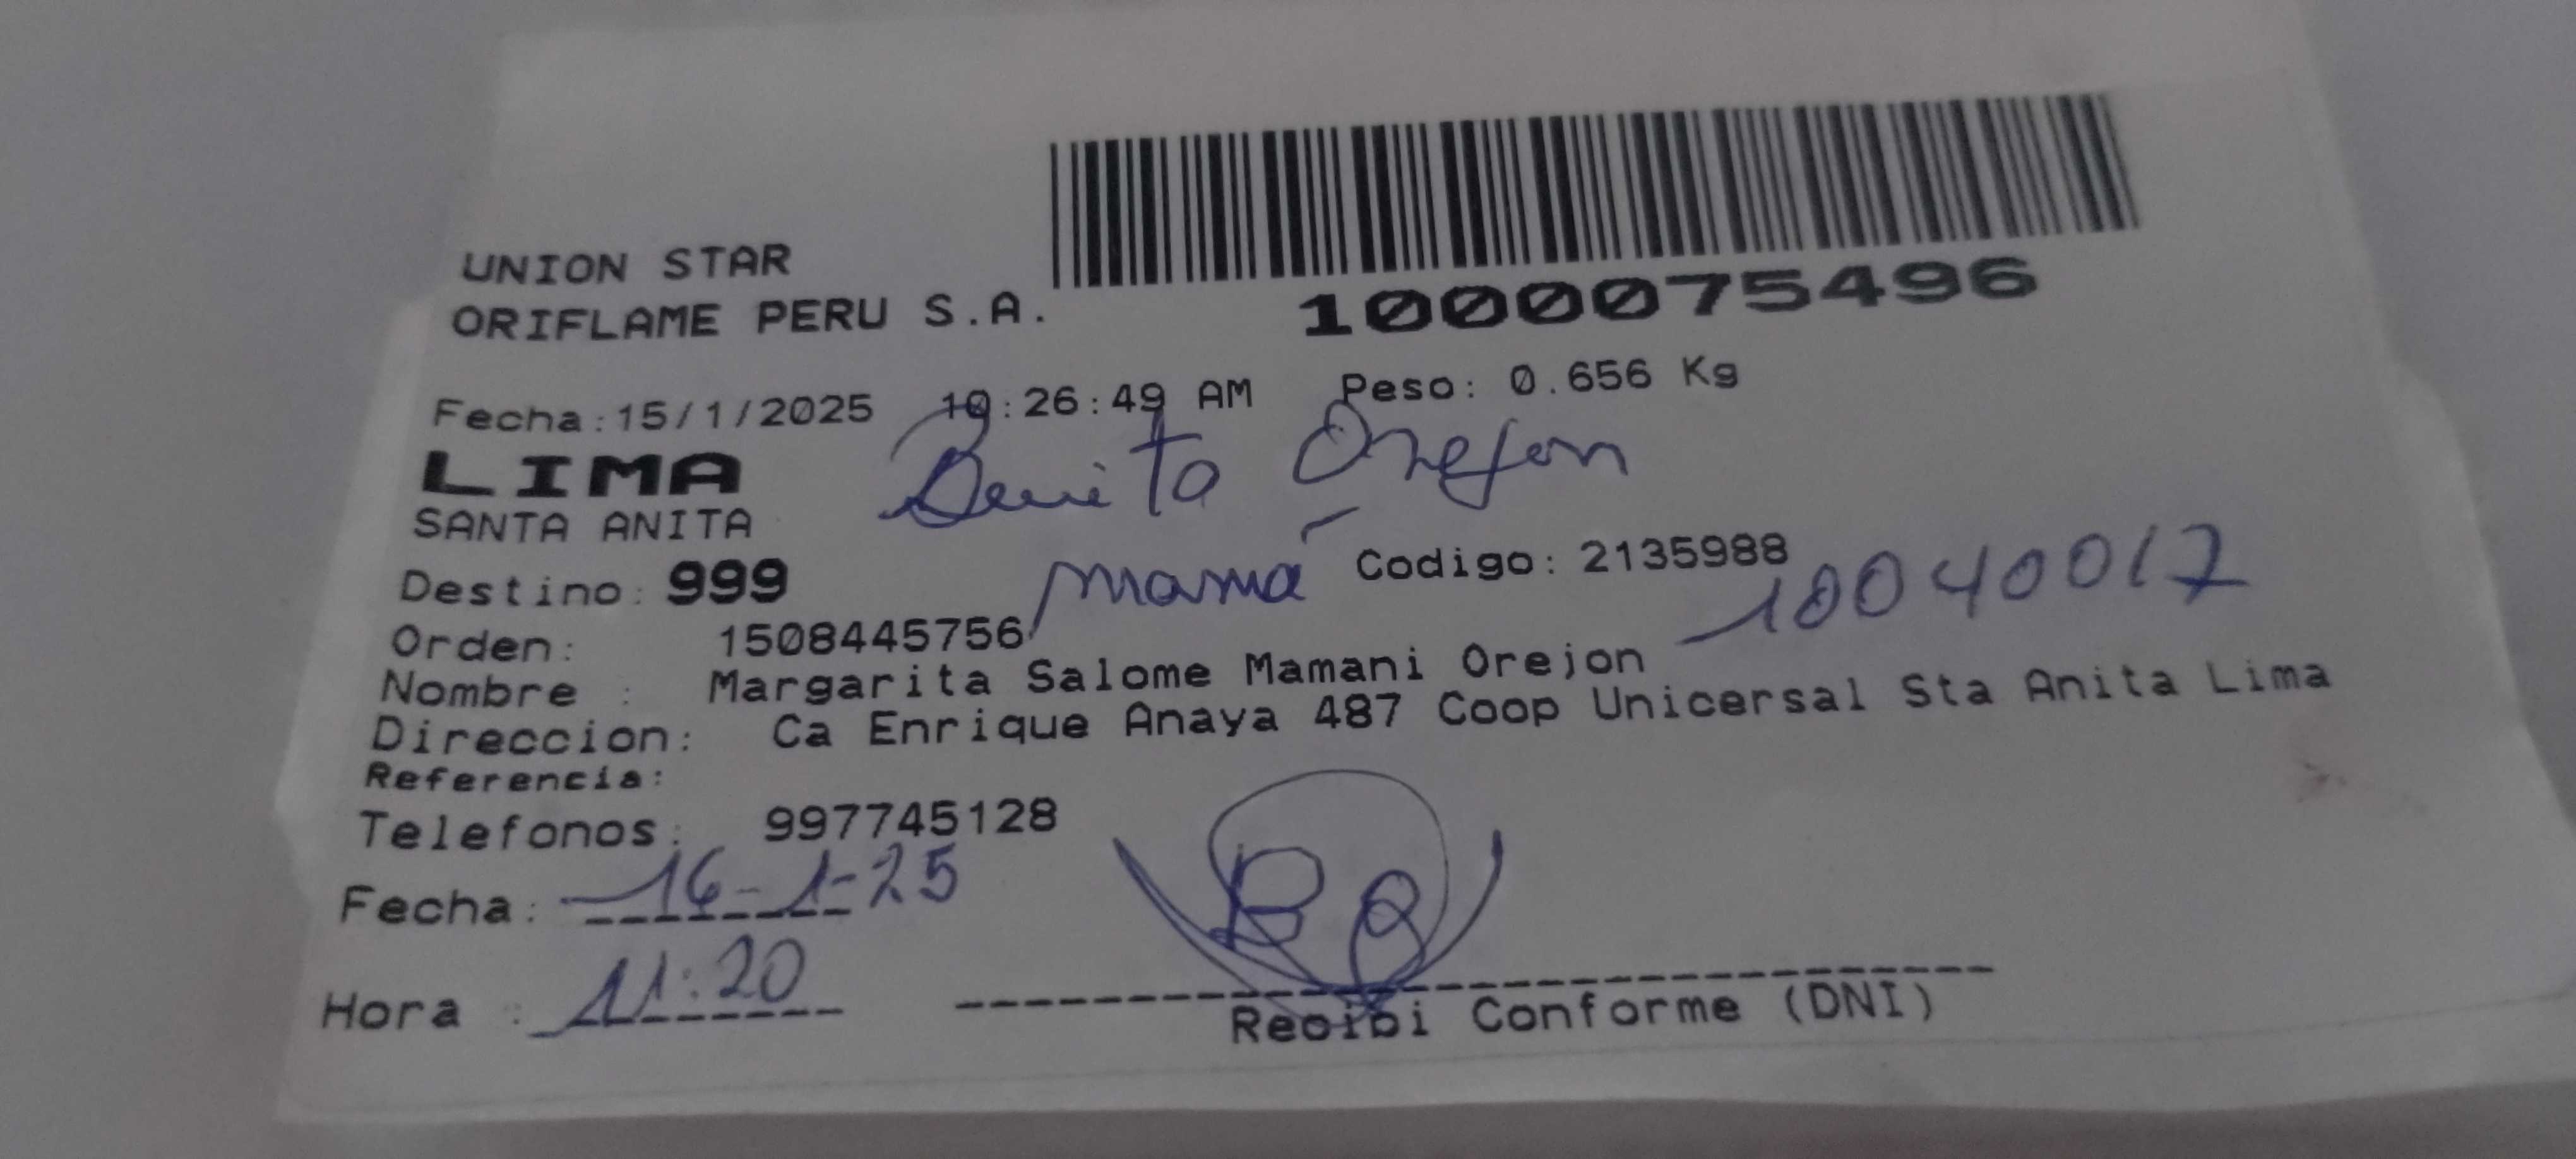 UNION STAR
ORIFLAME PERU S.A.
1000075496
Fecha:15/1/2025 10:26:49 AM Peso: 0.656 Kg
LIMA
Benita Orejon
SANTA ANITA
mamá
Destino: 999 Codigo: 2135988
10040017
Orden: 1508445756
Nombre : Margarita Salome Mamani Orejon
Direccion: Ca Enrique Anaya 487 Coop Unicersal Sta Anita Lima
Referencia:
Telefonos: 997745128
Fecha: 16-1-25
Hora : 11:20
Recibi Conforme (DNI)